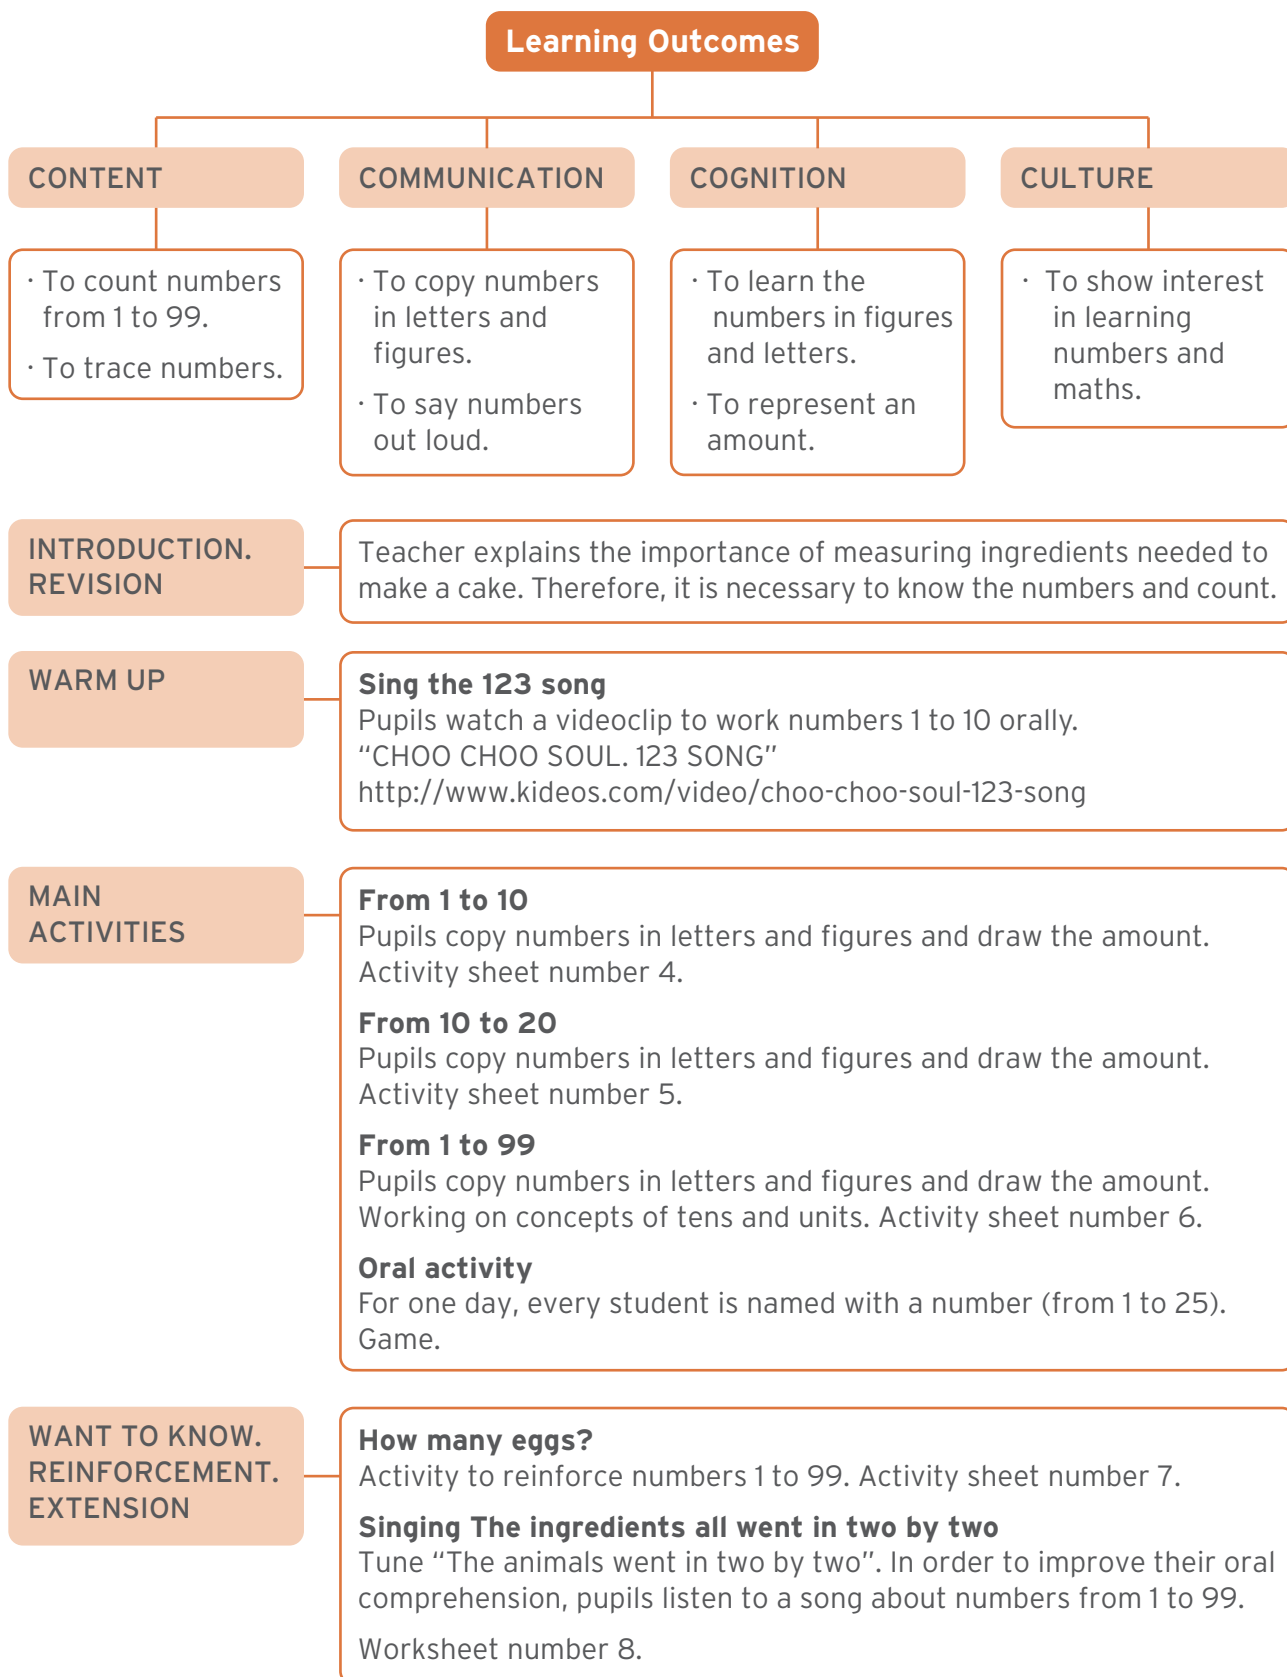 Learning Outcomes
CONTENT
COMMUNICATION
COGNITION
CULTURE
· To count numbers
from 1 to 99.
· To trace numbers.
· To copy numbers
in letters and
figures.
· To say numbers
out loud.
· To learn the
numbers in figures
and letters.
· To represent an
amount.
· To show interest
in learning
numbers and
maths.
INTRODUCTION.
REVISION
Teacher explains the importance of measuring ingredients needed to
make a cake. Therefore, it is necessary to know the numbers and count.
WARM UP
Sing the 123 song
Pupils watch a videoclip to work numbers 1 to 10 orally.
“CHOO CHOO SOUL. 123 SONG”
http://www.kideos.com/video/choo-choo-soul-123-song
MAIN
ACTIVITIES
From 1 to 10
Pupils copy numbers in letters and figures and draw the amount.
Activity sheet number 4.
From 10 to 20
Pupils copy numbers in letters and figures and draw the amount.
Activity sheet number 5.
From 1 to 99
Pupils copy numbers in letters and figures and draw the amount.
Working on concepts of tens and units. Activity sheet number 6.
Oral activity
For one day, every student is named with a number (from 1 to 25).
Game.
WANT TO KNOW.
REINFORCEMENT.
EXTENSION
How many eggs?
Activity to reinforce numbers 1 to 99. Activity sheet number 7.
Singing The ingredients all went in two by two
Tune “The animals went in two by two”. In order to improve their oral
comprehension, pupils listen to a song about numbers from 1 to 99.
Worksheet number 8.